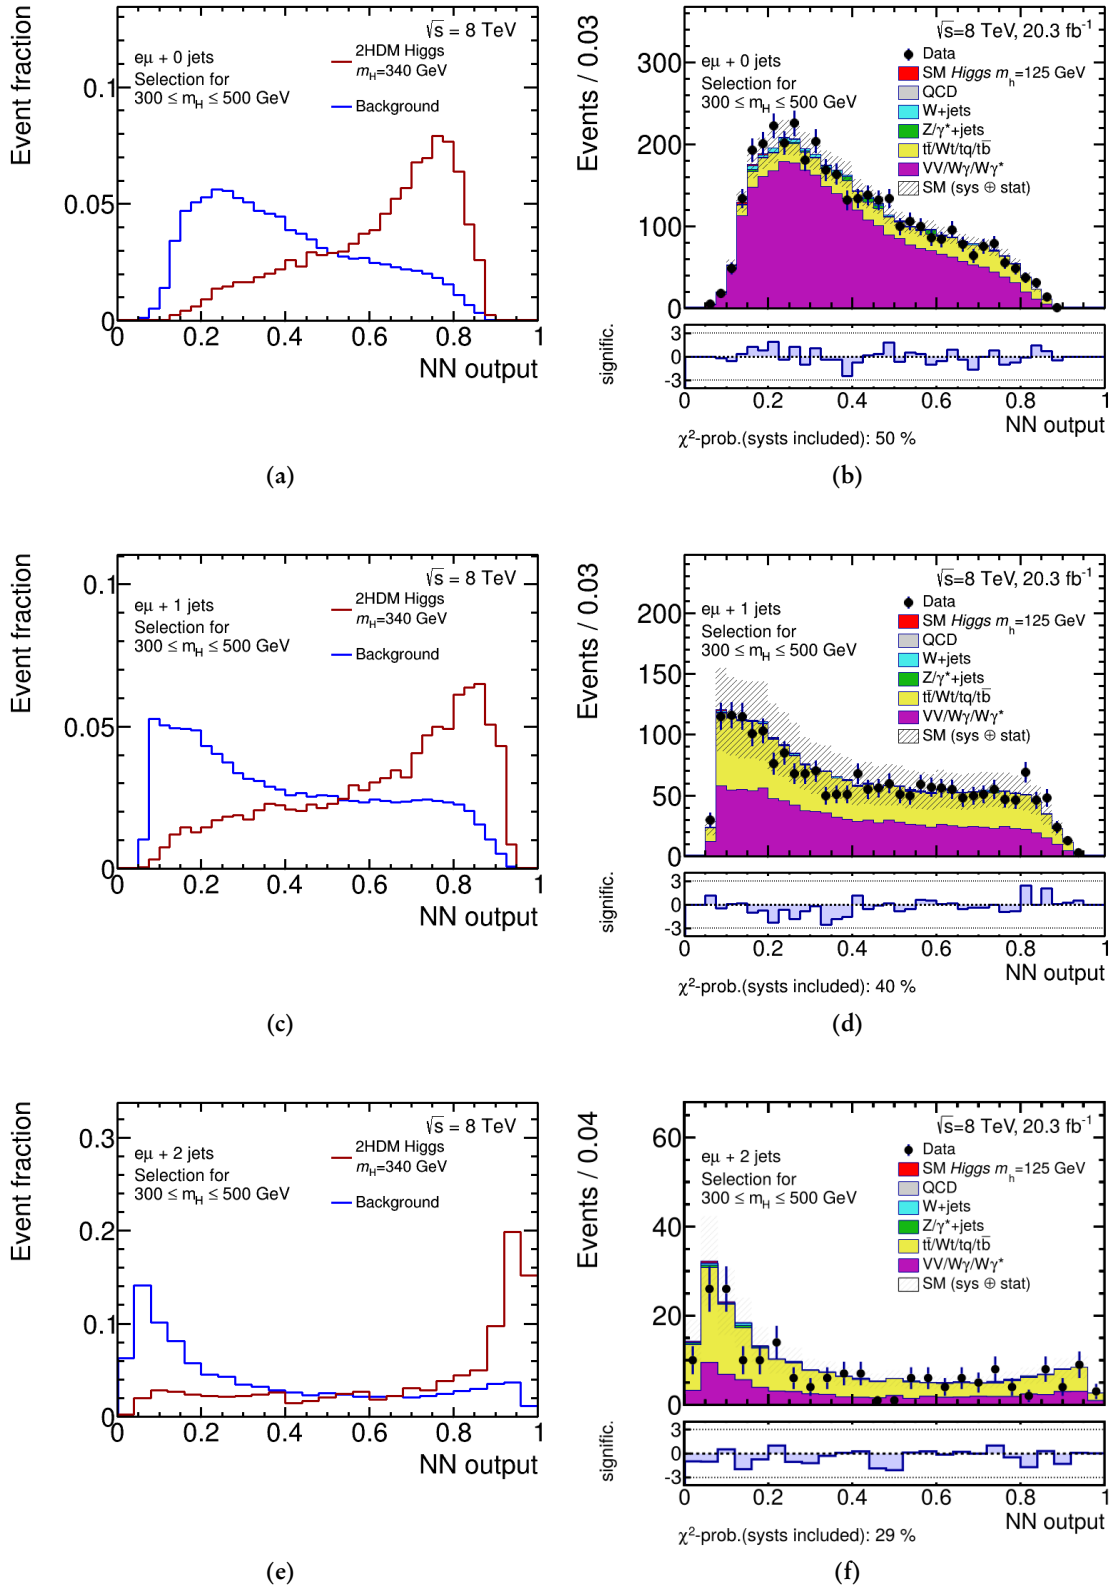 Event fraction
0.1
0.05
0
√s = 8 TeV
eμ + 0 jets
Selection for
300 ≤ m_H ≤ 500 GeV
2HDM Higgs
m_H=340 GeV
Background
0 0.2 0.4 0.6 0.8 1
NN output
(a)
Events / 0.03
300
200
100
0
√s=8 TeV, 20.3 fb⁻¹
eμ + 0 jets
Selection for
300 ≤ m_H ≤ 500 GeV
Data
SM Higgs m_h=125 GeV
QCD
W+jets
Z/γ*+jets
tt̄/Wt/tq/tb̄
VV/Wγ/Wγ*
SM (sys ⊕ stat)
signific.
3
0
-3
0 0.2 0.4 0.6 0.8 1
NN output
χ²-prob.(systs included): 50 %
(b)
Event fraction
0.1
0.05
0
√s = 8 TeV
eμ + 1 jets
Selection for
300 ≤ m_H ≤ 500 GeV
2HDM Higgs
m_H=340 GeV
Background
0 0.2 0.4 0.6 0.8 1
NN output
(c)
Events / 0.03
200
150
100
50
0
√s=8 TeV, 20.3 fb⁻¹
eμ + 1 jets
Selection for
300 ≤ m_H ≤ 500 GeV
Data
SM Higgs m_h=125 GeV
QCD
W+jets
Z/γ*+jets
tt̄/Wt/tq/tb̄
VV/Wγ/Wγ*
SM (sys ⊕ stat)
signific.
3
0
-3
0 0.2 0.4 0.6 0.8 1
NN output
χ²-prob.(systs included): 40 %
(d)
Event fraction
0.3
0.2
0.1
0
√s = 8 TeV
eμ + 2 jets
Selection for
300 ≤ m_H ≤ 500 GeV
2HDM Higgs
m_H=340 GeV
Background
0 0.2 0.4 0.6 0.8 1
NN output
(e)
Events / 0.04
60
40
20
0
√s=8 TeV, 20.3 fb⁻¹
eμ + 2 jets
Selection for
300 ≤ m_H ≤ 500 GeV
Data
SM Higgs m_h=125 GeV
QCD
W+jets
Z/γ*+jets
tt̄/Wt/tq/tb̄
VV/Wγ/Wγ*
SM (sys ⊕ stat)
signific.
3
0
-3
0 0.2 0.4 0.6 0.8 1
NN output
χ²-prob.(systs included): 29 %
(f)